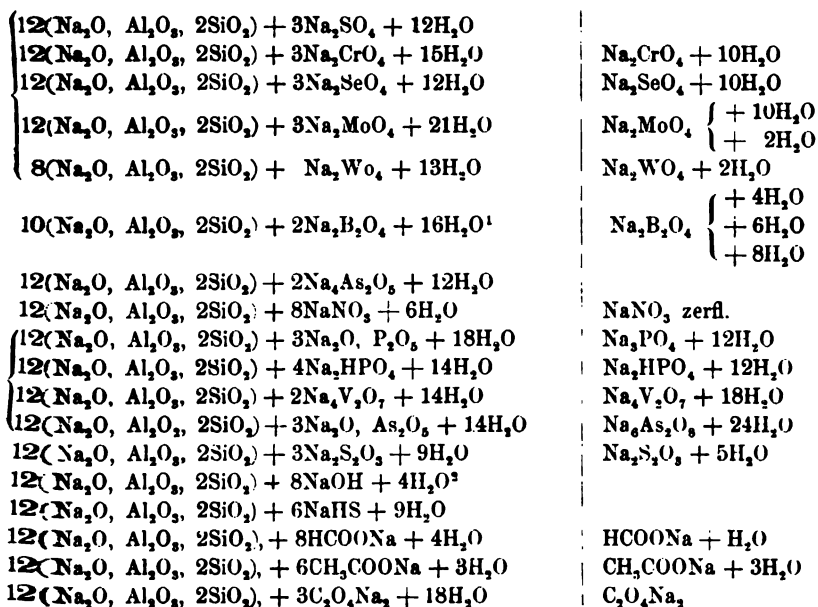 12(Na₂O, Al₂O₃, 2SiO₂) + 3Na₂SO₄ + 12H₂O
12(Na₂O, Al₂O₃, 2SiO₂) + 3Na₂CrO₄ + 15H₂O Na₂CrO₄ + 10H₂O
12(Na₂O, Al₂O₃, 2SiO₂) + 3Na₂SeO₄ + 12H₂O Na₂SeO₄ + 10H₂O
12(Na₂O, Al₂O₃, 2SiO₂) + 3Na₂MoO₄ + 21H₂O Na₂MoO₄ { + 10H₂O
+ 2H₂O
8(Na₂O, Al₂O₃, 2SiO₂) + Na₂Wo₄ + 13H₂O Na₂WO₄ + 2H₂O
+ 4H₂O
10(Na₂O, Al₂O₃, 2SiO₂) + 2Na₂B₂O₄ + 16H₂O¹ Na₂B₂O₄ { + 6H₂O
+ 8H₂O
12(Na₂O, Al₂O₃, 2SiO₂) + 2Na₄As₂O₅ + 12H₂O
12(Na₂O, Al₂O₃, 2SiO₂) + 8NaNO₃ + 6H₂O NaNO₃ zerfl.
12(Na₂O, Al₂O₃, 2SiO₂) + 3Na₂O, P₂O₅ + 18H₂O Na₃PO₄ + 12H₂O
12(Na₂O, Al₂O₃, 2SiO₂) + 4Na₂HPO₄ + 14H₂O Na₂HPO₄ + 12H₂O
12(Na₂O, Al₂O₃, 2SiO₂) + 2Na₄V₂O₇ + 14H₂O Na₄V₂O₇ + 18H₂O
12(Na₂O, Al₂O₃, 2SiO₂) + 3Na₂O, As₂O₅ + 14H₂O Na₆As₂O₈ + 24H₂O
12(Na₂O, Al₂O₃, 2SiO₂) + 3Na₂S₂O₃ + 9H₂O Na₂S₂O₃ + 5H₂O
12(Na₂O, Al₂O₃, 2SiO₂) + 8NaOH + 4H₂O²
12(Na₂O, Al₂O₃, 2SiO₂) + 6NaHS + 9H₂O
12(Na₂O, Al₂O₃, 2SiO₂), + 8HCOONa + 4H₂O HCOONa + H₂O
12(Na₂O, Al₂O₃, 2SiO₂), + 6CH₃COONa + 3H₂O CH₃COONa + 3H₂O
12(Na₂O, Al₂O₃, 2SiO₂), + 3C₂O₄Na₂ + 18H₂O C₂O₄Na₂